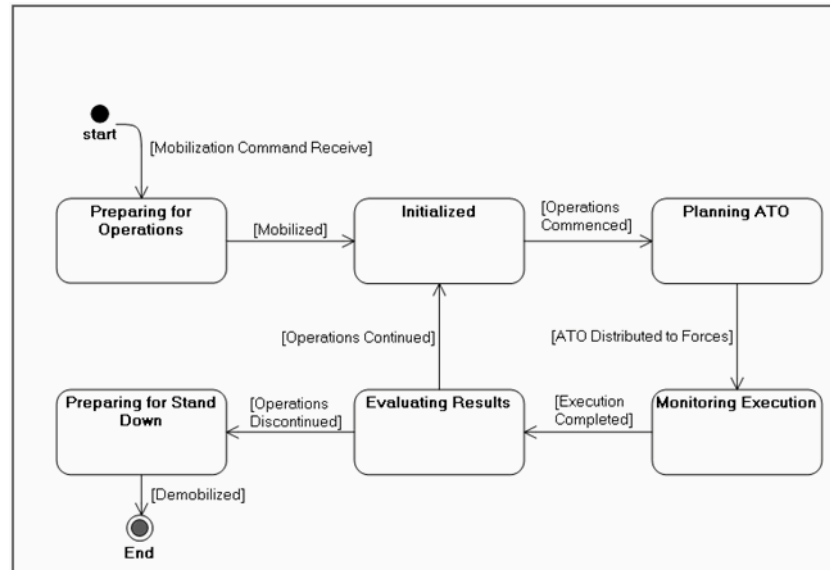 start
[Mobilization Command Receive]
Preparing for
Operations
[Mobilized]
Initialized
[Operations
Commenced]
Planning ATO
[Operations Continued]
[ATO Distributed to Forces]
Preparing for Stand
Down
[Operations
Discontinued]
Evaluating Results
[Execution
Completed]
Monitoring Execution
[Demobilized]
End